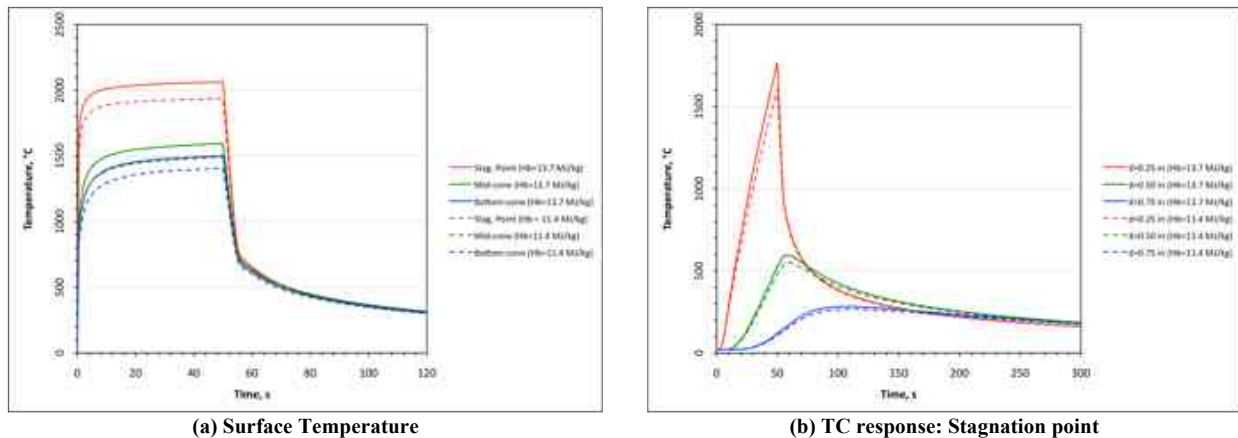 2500
2000
1500
1000
500
0
Temperature, °C
0 20 40 60 80 100 120
Time, s
Stag. Point (Hb=13.7 MJ/kg)
Mid-cone (Hb=13.7 MJ/kg)
Bottom-cone (Hb=13.7 MJ/kg)
Stag. Point (Hb = 11.4 MJ/kg)
Mid-cone (Hb=11.4 MJ/kg)
Bottom-cone (Hb=11.4 MJ/kg)
(a) Surface Temperature
2000
1500
1000
500
0
Temperature, °C
0 50 100 150 200 250 300
Time, s
d=0.25 in (Hb=13.7 MJ/kg)
d=0.50 in (Hb=13.7 MJ/kg)
d=0.75 in (Hb=13.7 MJ/kg)
d=0.25 in (Hb=11.4 MJ/kg)
d=0.50 in (Hb=11.4 MJ/kg)
d=0.75 in (Hb=11.4 MJ/kg)
(b) TC response: Stagnation point